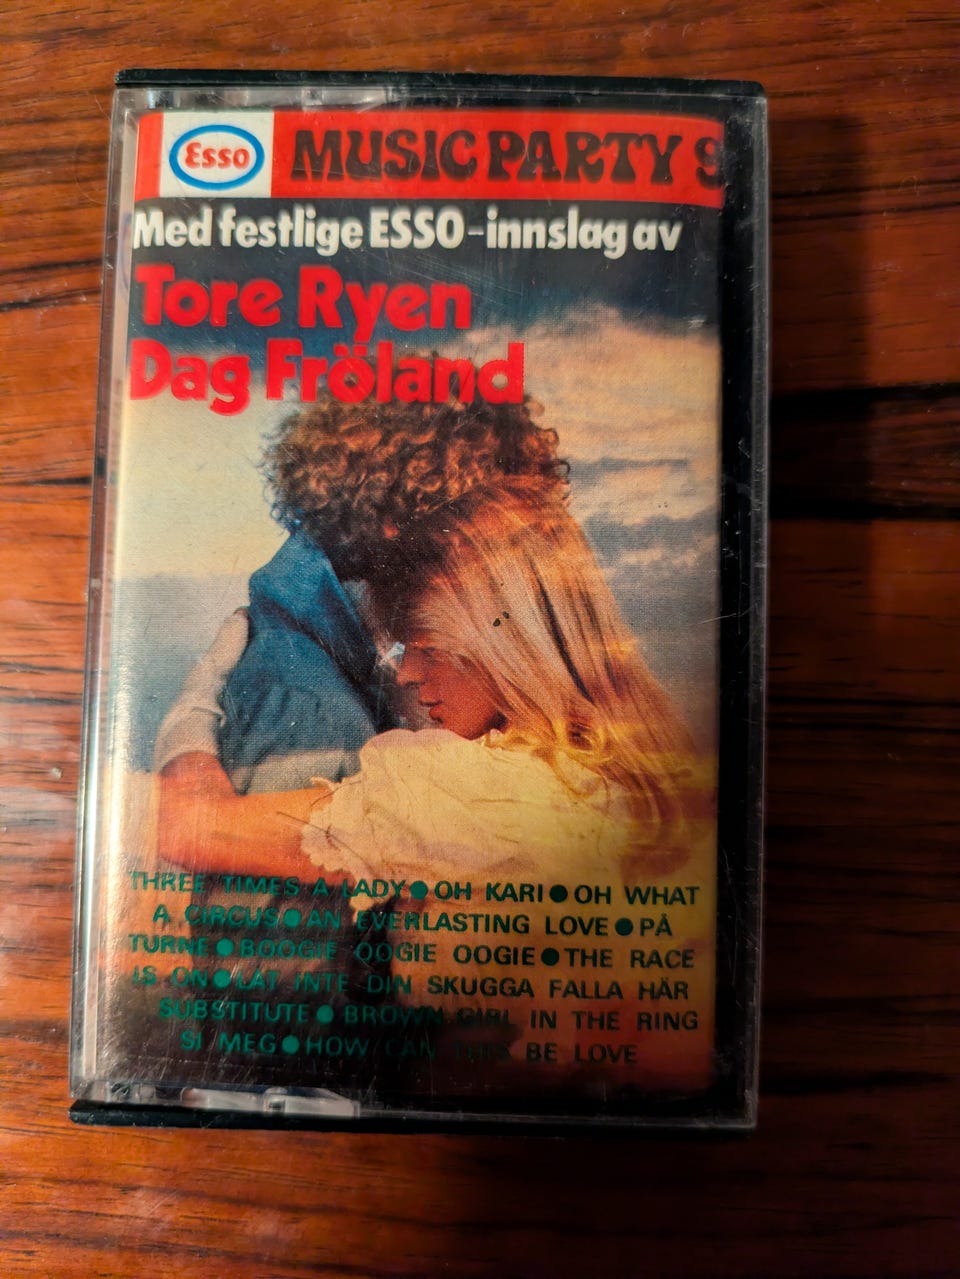 Esso MUSIC PARTY 9
Med festlige ESSO-innslag av
Tore Ryen
Dag Fröland
THREE TIMES A LADY ● OH KARI ● OH WHAT
A CIRCUS ● AN EVERLASTING LOVE ● PÅ
TURNE ● BOOGIE OOGIE OOGIE ● THE RACE
IS ON ● LÅT INTE DIN SKUGGA FALLA HÄR
SUBSTITUTE ● BROWN GIRL IN THE RING
SI MEG ● HOW CAN THIS BE LOVE